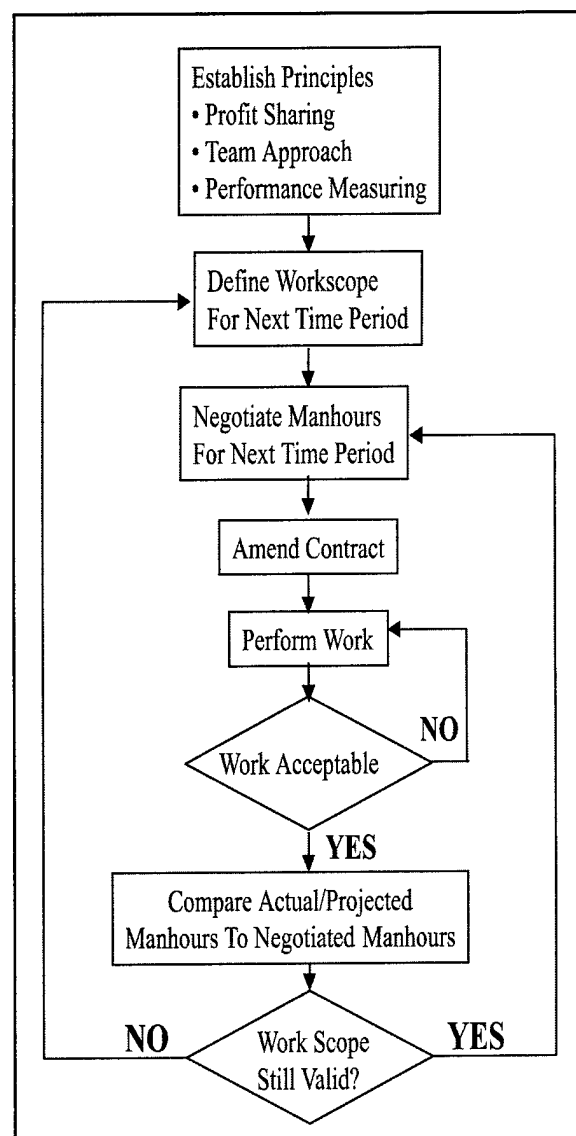 Establish Principles
• Profit Sharing
• Team Approach
• Performance Measuring
Define Workscope
For Next Time Period
Negotiate Manhours
For Next Time Period
Amend Contract
Perform Work
NO
Work Acceptable
YES
Compare Actual/Projected
Manhours To Negotiated Manhours
NO
YES
Work Scope
Still Valid?